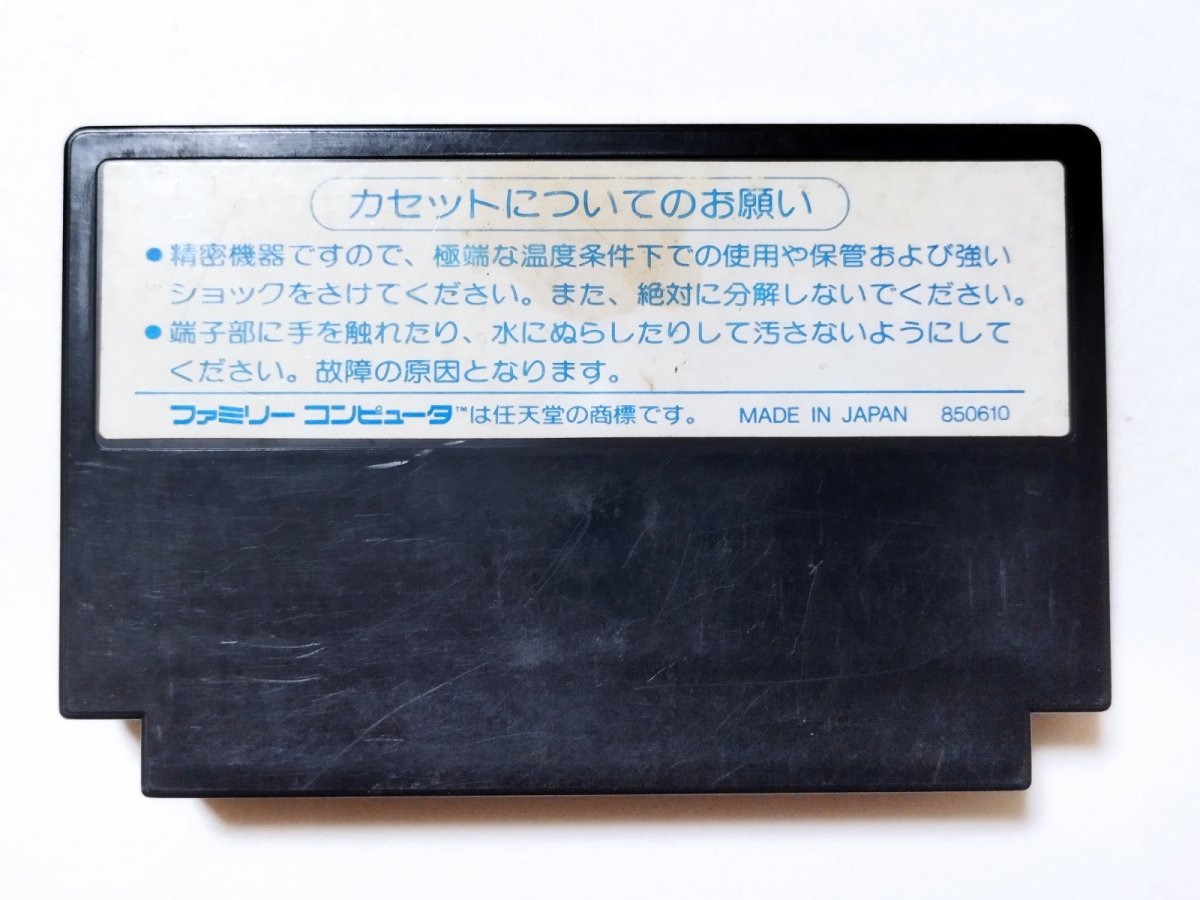 カセットについてのお願い
●精密機器ですので、極端な温度条件下での使用や保管および強い
ショックをさけてください。また、絶対に分解しないでください。
●端子部に手を触れたり、水にぬらしたりして汚さないようにして
ください。故障の原因となります。
ファミリーコンピュータ™は任天堂の商標です。 MADE IN JAPAN 850610